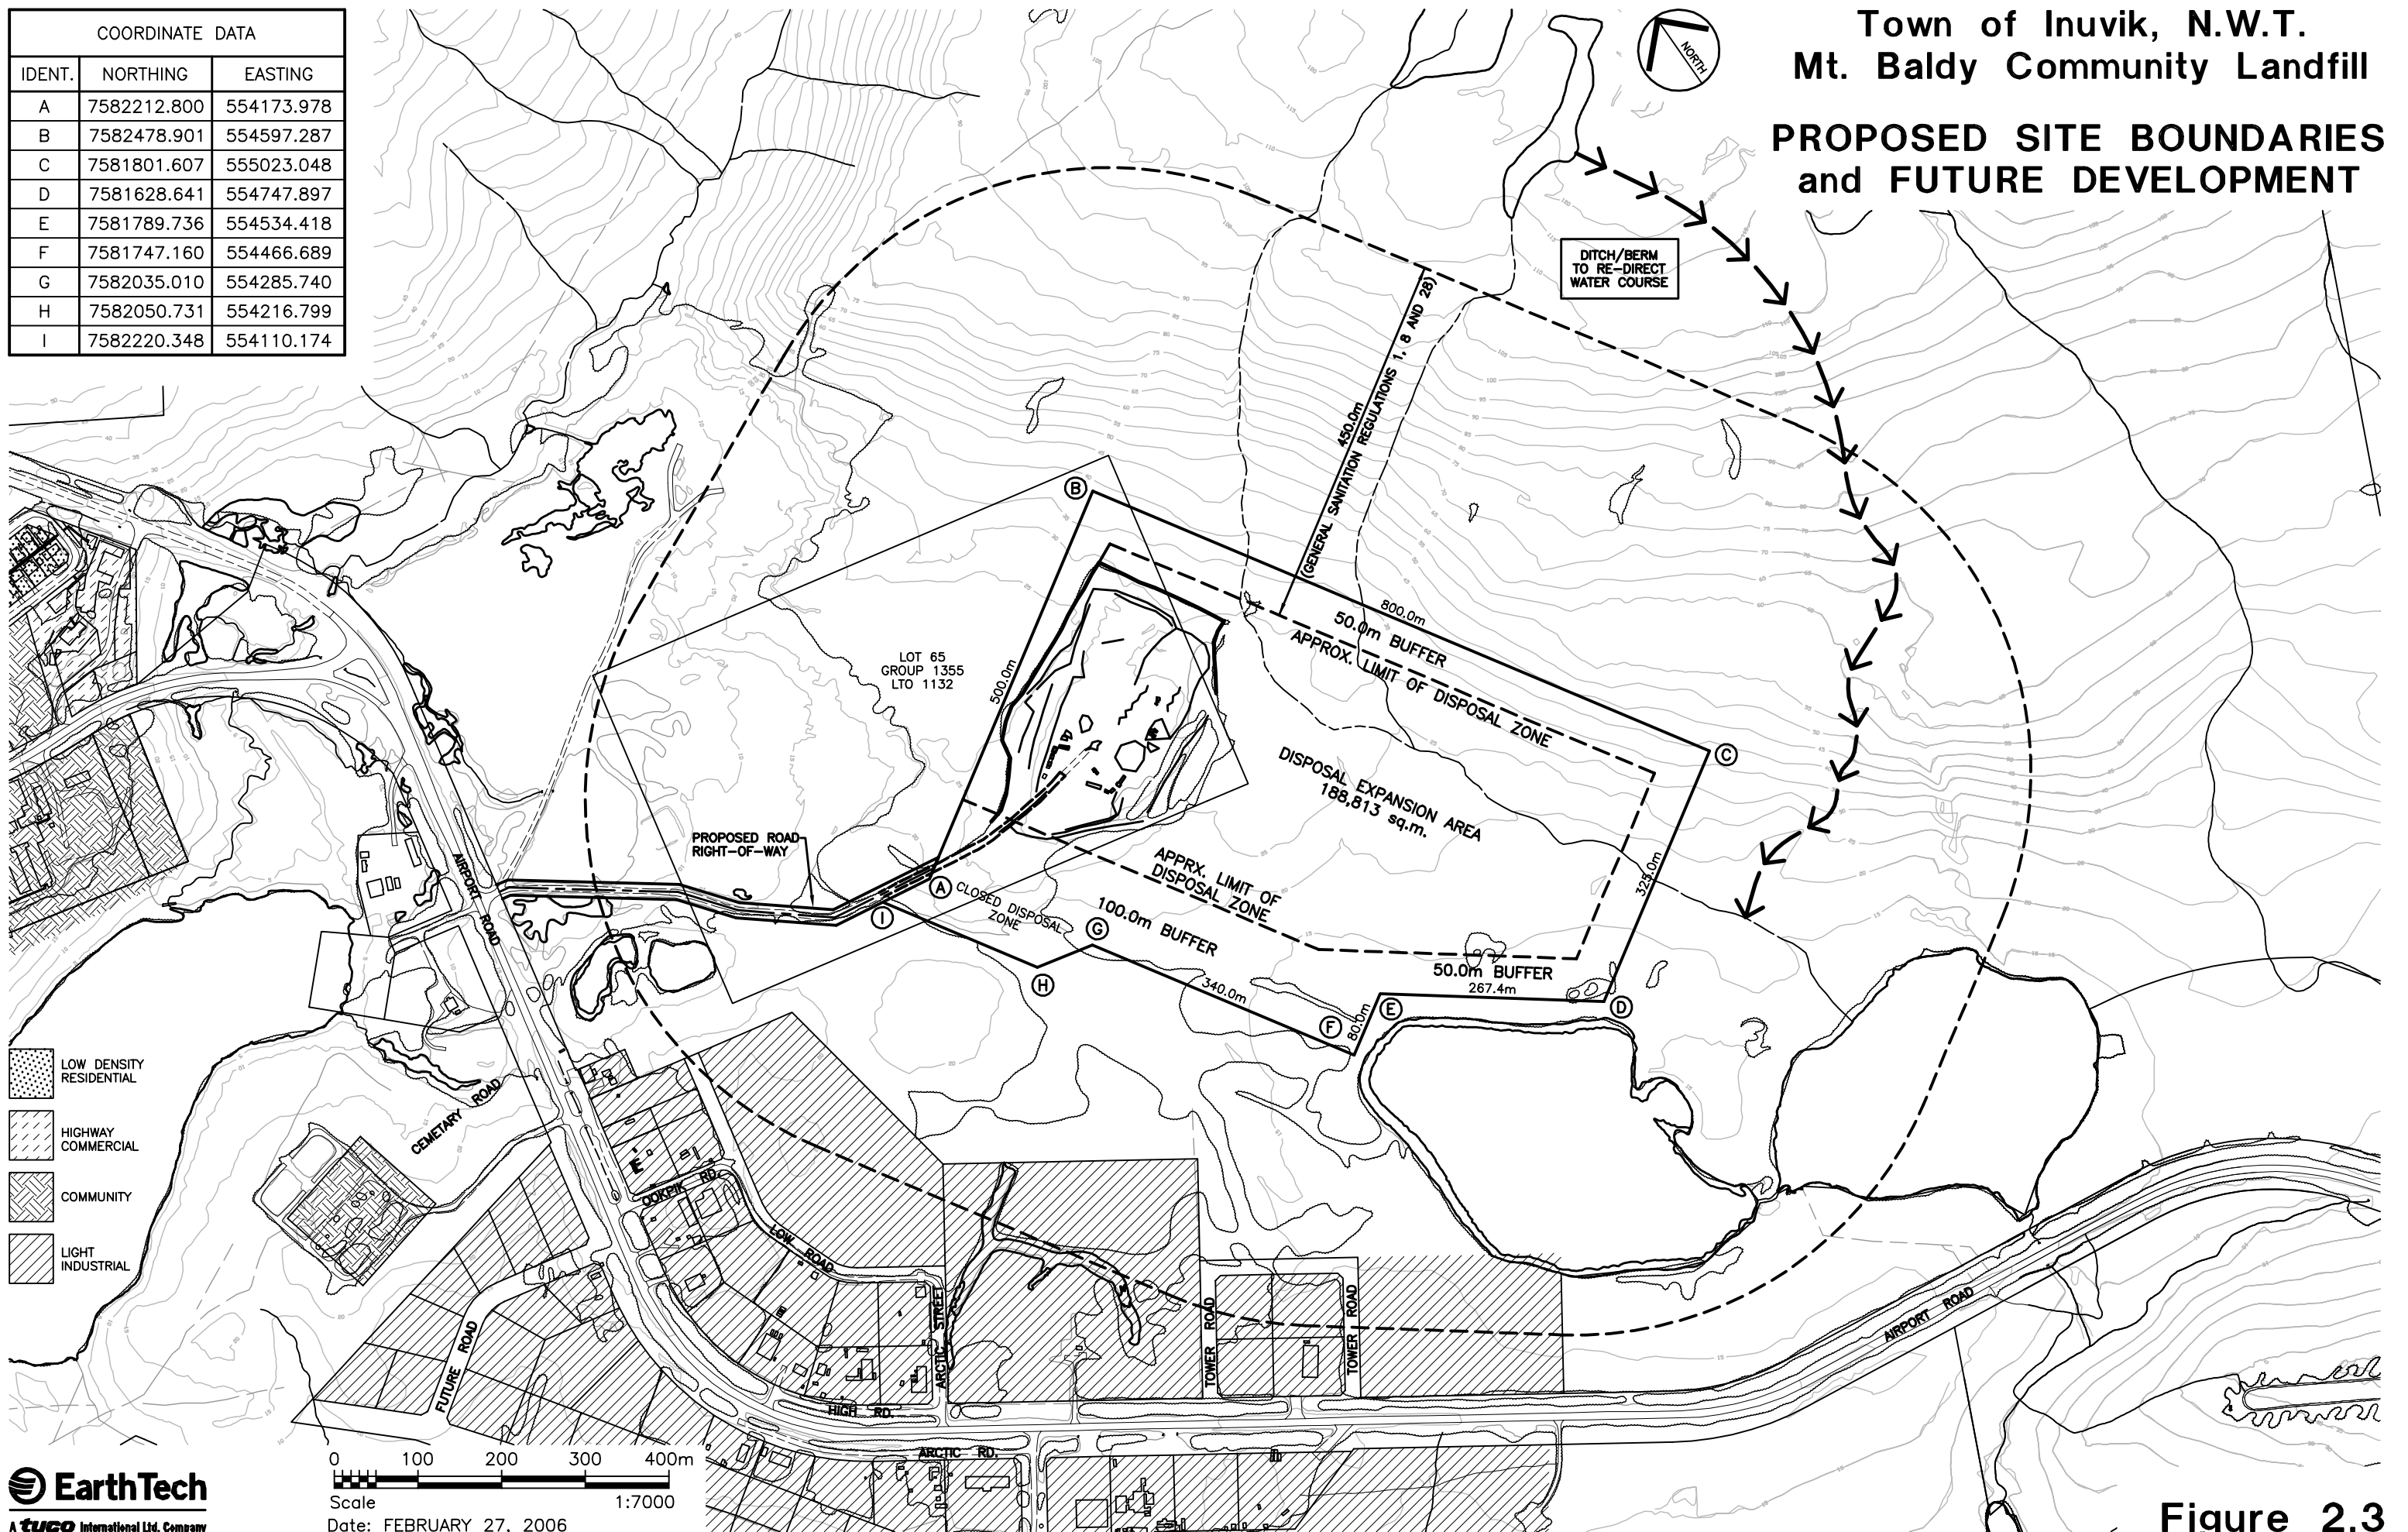 COORDINATE DATA
IDENT. NORTHING EASTING
A 7582212.800 554173.978
B 7582478.901 554597.287
C 7581801.607 555023.048
D 7581628.641 554747.897
E 7581789.736 554534.418
F 7581747.160 554466.689
G 7582035.010 554285.740
H 7582050.731 554216.799
I 7582220.348 554110.174
NORTH
Town of Inuvik, N.W.T.
Mt. Baldy Community Landfill
PROPOSED SITE BOUNDARIES
and FUTURE DEVELOPMENT
DITCH/BERM
TO RE-DIRECT
WATER COURSE
450.0m
(GENERAL SANITATION REGULATIONS 1, 8 AND 28)
B
800.0m
50.0m BUFFER
APPROX. LIMIT OF DISPOSAL ZONE
LOT 65
GROUP 1355
LTO 1132
500.0m
C
DISPOSAL EXPANSION AREA
188,813 sq.m.
PROPOSED ROAD
RIGHT-OF-WAY
AIRPORT ROAD
A
I
CLOSED DISPOSAL
ZONE
APPRX. LIMIT OF
DISPOSAL ZONE
100.0m BUFFER
325.0m
G
H
340.0m
50.0m BUFFER
267.4m
F
80.0m
E
D
LOW DENSITY
RESIDENTIAL
HIGHWAY
COMMERCIAL
COMMUNITY
LIGHT
INDUSTRIAL
CEMETARY ROAD
OOKPIK RD.
LOW ROAD
ARCTIC STREET
TOWER ROAD
TOWER ROAD
AIRPORT ROAD
FUTURE ROAD
HIGH RD.
ARCTIC RD.
0 100 200 300 400m
Scale 1:7000
Date: FEBRUARY 27, 2006
EarthTech
A tyco International Ltd. Company
Figure 2.3